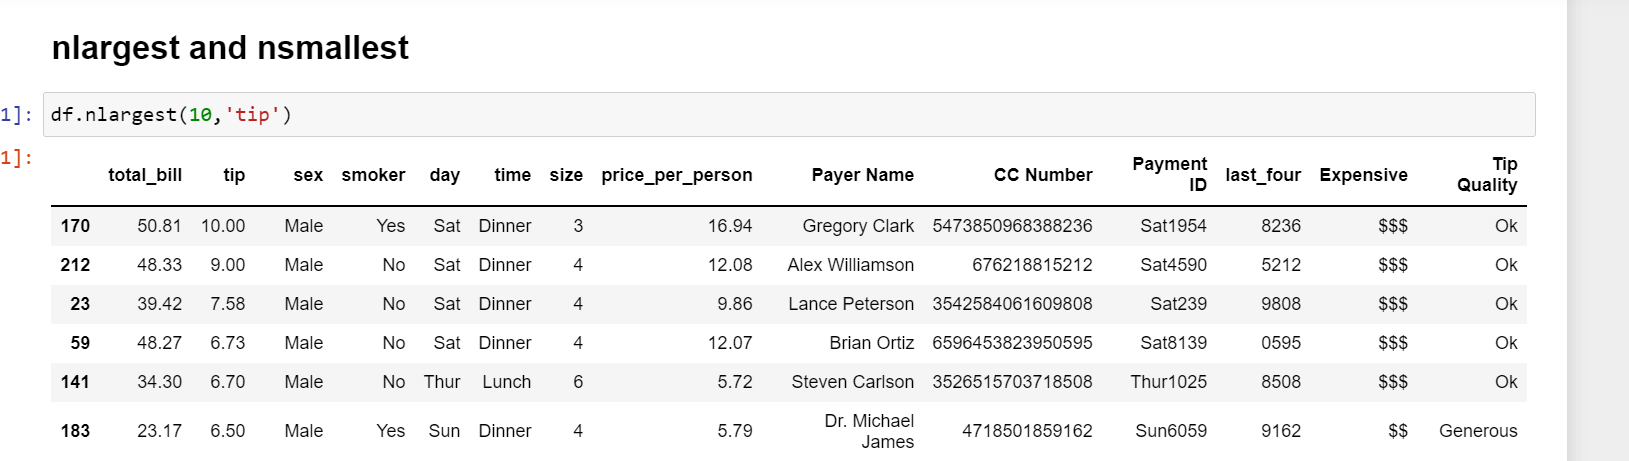 nlargest and nsmallest
1]: df.nlargest(10,'tip')
1]:
total_bill tip sex smoker day time size price_per_person Payer Name CC Number Payment ID last_four Expensive Tip Quality
170 50.81 10.00 Male Yes Sat Dinner 3 16.94 Gregory Clark 5473850968388236 Sat1954 8236 $$$ Ok
212 48.33 9.00 Male No Sat Dinner 4 12.08 Alex Williamson 676218815212 Sat4590 5212 $$$ Ok
23 39.42 7.58 Male No Sat Dinner 4 9.86 Lance Peterson 3542584061609808 Sat239 9808 $$$ Ok
59 48.27 6.73 Male No Sat Dinner 4 12.07 Brian Ortiz 6596453823950595 Sat8139 0595 $$$ Ok
141 34.30 6.70 Male No Thur Lunch 6 5.72 Steven Carlson 3526515703718508 Thur1025 8508 $$$ Ok
183 23.17 6.50 Male Yes Sun Dinner 4 5.79 Dr. Michael James 4718501859162 Sun6059 9162 $$ Generous